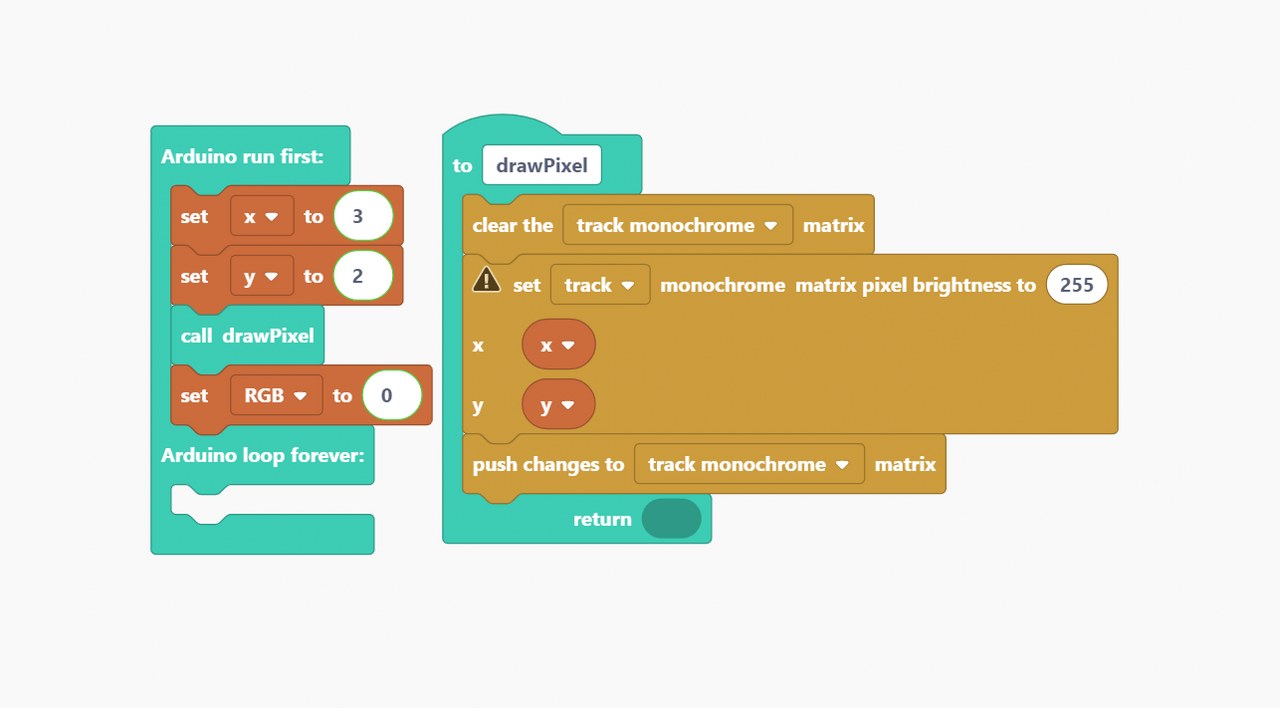 Arduino run first:
set x to 3
set y to 2
call drawPixel
set RGB to 0
Arduino loop forever:
to drawPixel
clear the track monochrome matrix
set track monochrome matrix pixel brightness to 255
x x
y y
push changes to track monochrome matrix
return